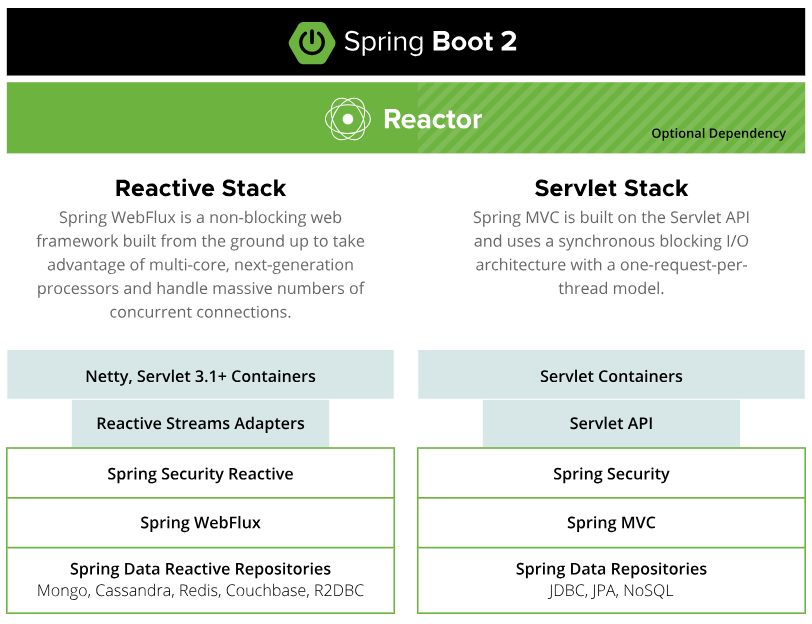 Spring Boot 2
Reactor
Optional Dependency
Reactive Stack
Spring WebFlux is a non-blocking web
framework built from the ground up to take
advantage of multi-core, next-generation
processors and handle massive numbers of
concurrent connections.
Netty, Servlet 3.1+ Containers
Reactive Streams Adapters
Spring Security Reactive
Spring WebFlux
Spring Data Reactive Repositories
Mongo, Cassandra, Redis, Couchbase, R2DBC
Servlet Stack
Spring MVC is built on the Servlet API
and uses a synchronous blocking I/O
architecture with a one-request-per-
thread model.
Servlet Containers
Servlet API
Spring Security
Spring MVC
Spring Data Repositories
JDBC, JPA, NoSQL